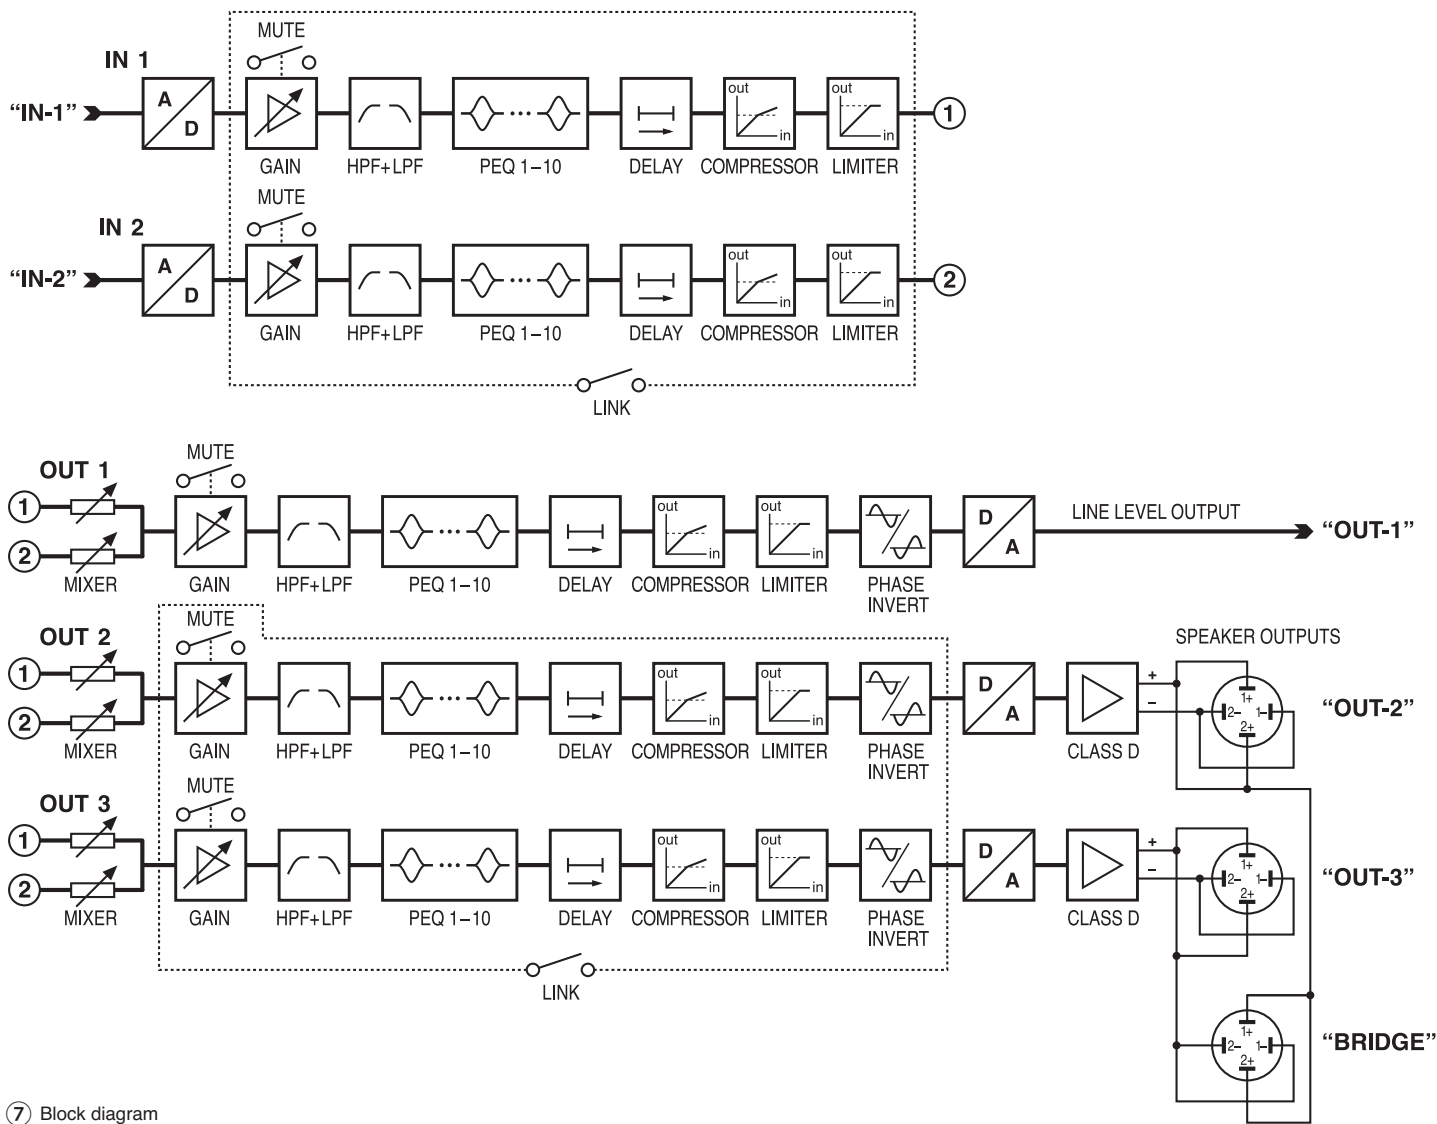 MUTE
IN 1
“IN-1”
A
D
out
in
out
in
1
GAIN
HPF+LPF
PEQ 1–10
DELAY
COMPRESSOR
LIMITER
MUTE
IN 2
“IN-2”
A
D
out
in
out
in
2
GAIN
HPF+LPF
PEQ 1–10
DELAY
COMPRESSOR
LIMITER
LINK
MUTE
OUT 1
1
2
MIXER
out
in
out
in
D
A
LINE LEVEL OUTPUT
“OUT-1”
GAIN
HPF+LPF
PEQ 1–10
DELAY
COMPRESSOR
LIMITER
PHASE
INVERT
MUTE
OUT 2
1
2
MIXER
out
in
out
in
D
A
+
–
SPEAKER OUTPUTS
1+
2–
1–
2+
“OUT-2”
GAIN
HPF+LPF
PEQ 1–10
DELAY
COMPRESSOR
LIMITER
PHASE
INVERT
CLASS D
MUTE
OUT 3
1
2
MIXER
out
in
out
in
D
A
+
–
1+
2–
1–
2+
“OUT-3”
GAIN
HPF+LPF
PEQ 1–10
DELAY
COMPRESSOR
LIMITER
PHASE
INVERT
CLASS D
LINK
1+
2–
1–
2+
“BRIDGE”
7 Block diagram